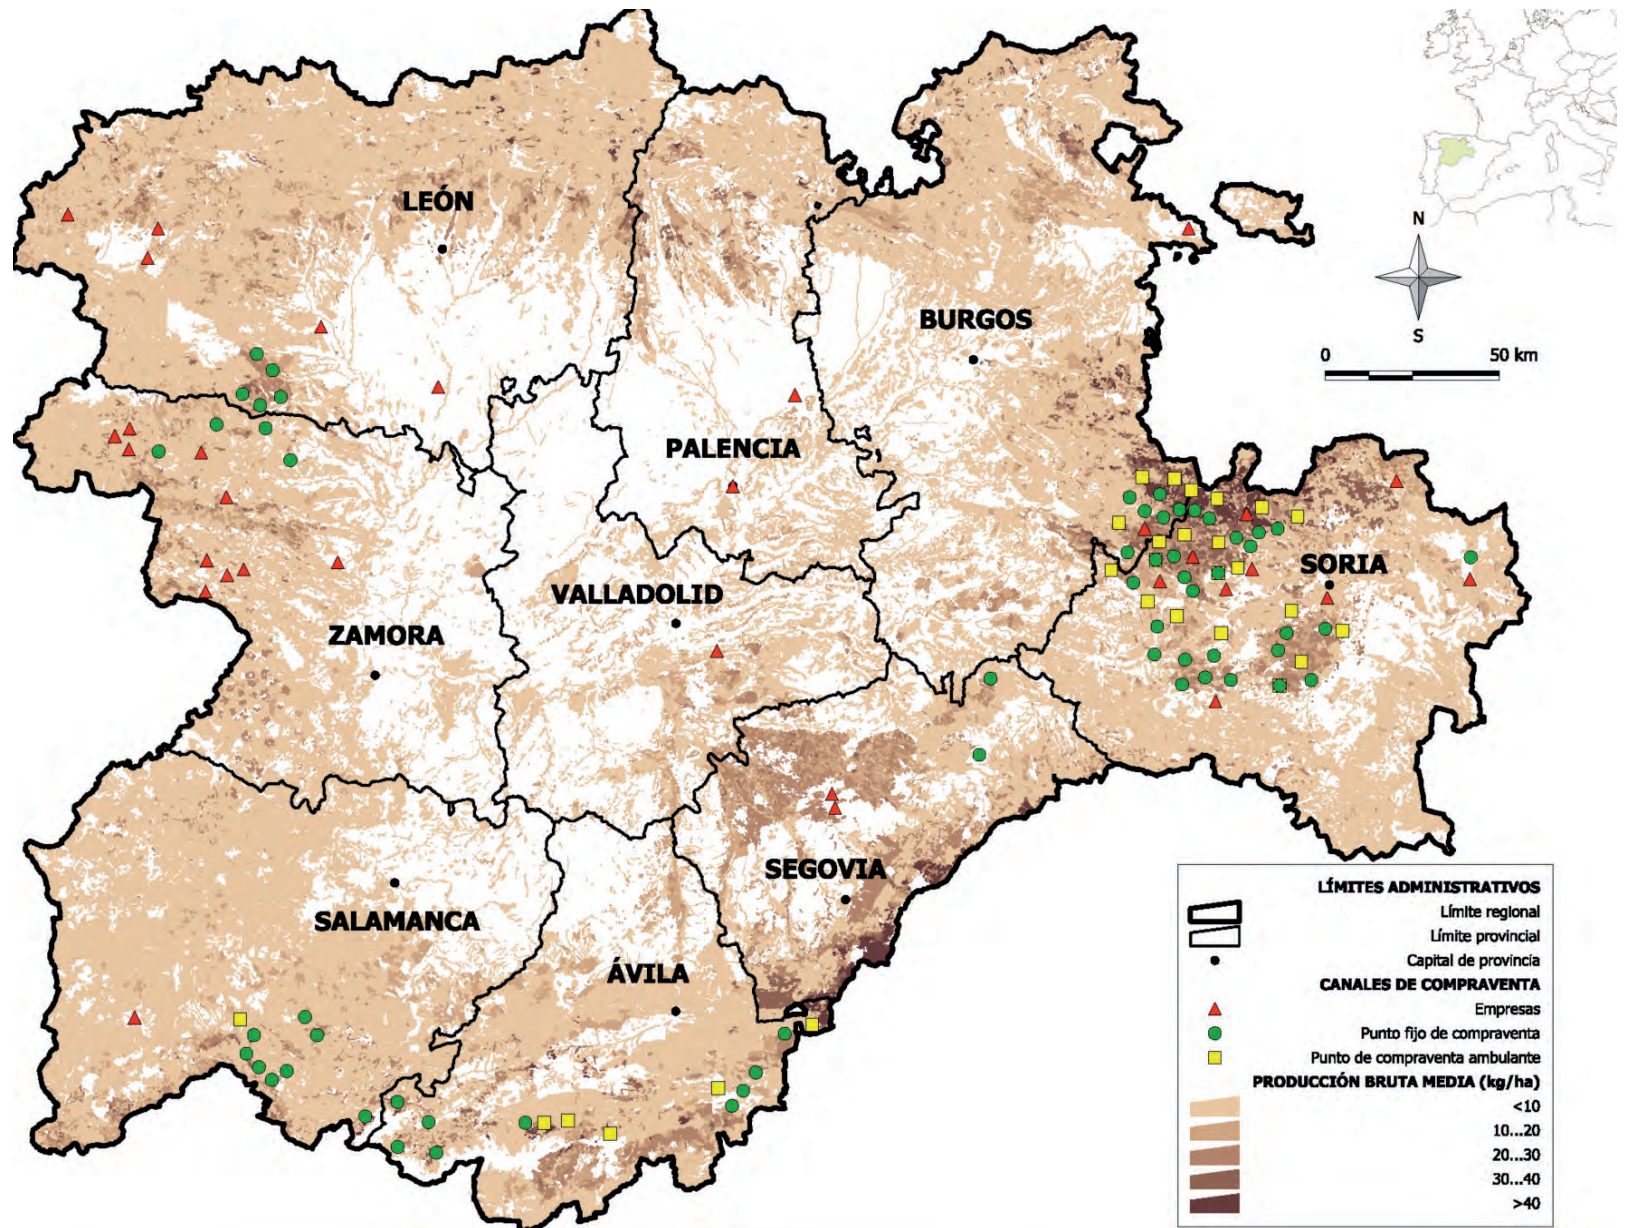 LEÓN
BURGOS
N
S
0 50 km
PALENCIA
SORIA
VALLADOLID
ZAMORA
SEGOVIA
SALAMANCA
ÁVILA
LÍMITES ADMINISTRATIVOS
Límite regional
Límite provincial
Capital de provincia
CANALES DE COMPRAVENTA
Empresas
Punto fijo de compraventa
Punto de compraventa ambulante
PRODUCCIÓN BRUTA MEDIA (kg/ha)
<10
10...20
20...30
30...40
>40